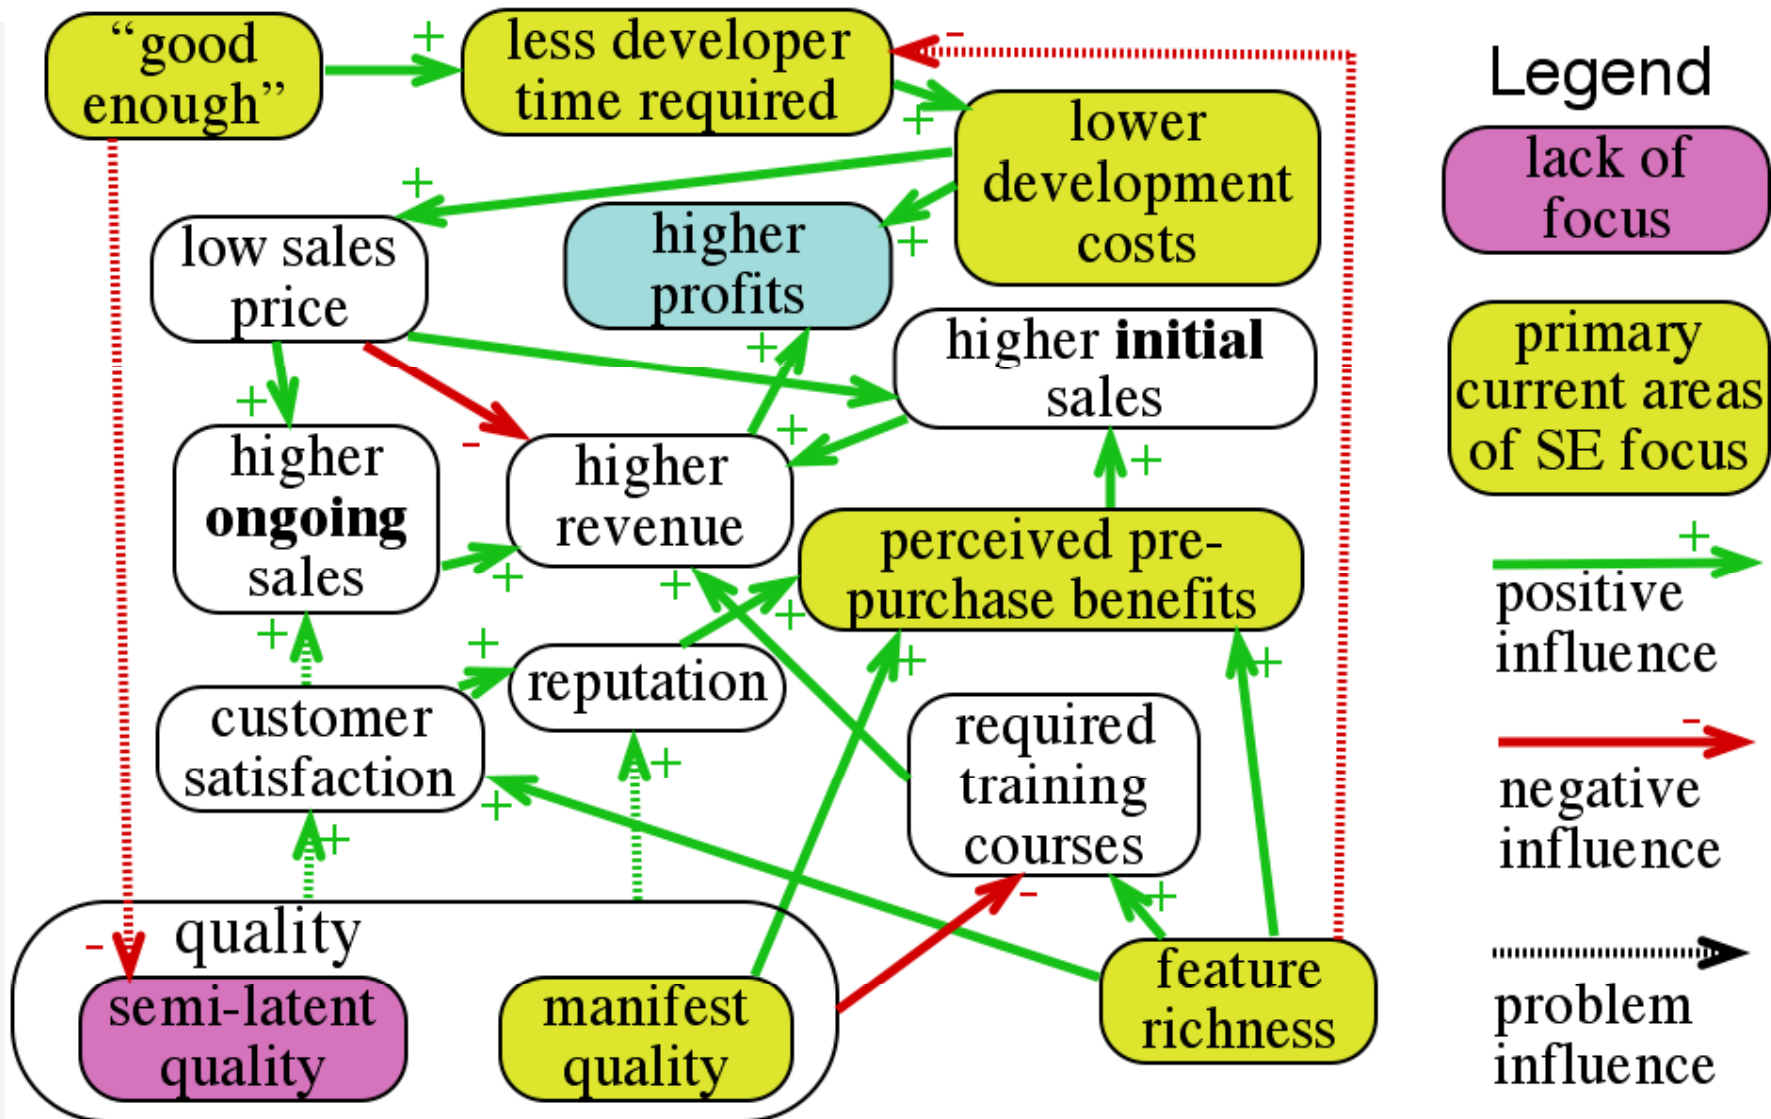 “good
enough”
+
less developer
time required
-
+
lower
development
costs
+
+
low sales
price
higher
profits
+
higher initial
sales
+
-
+
higher
ongoing
sales
+
higher
revenue
+
+
perceived pre-
purchase benefits
+
+
+
reputation
+
+
+
customer
satisfaction
+
+
required
training
courses
+
-
+
-
quality
semi-latent
quality
manifest
quality
feature
richness
Legend
lack of
focus
primary
current areas
of SE focus
+
positive
influence
-
negative
influence
problem
influence